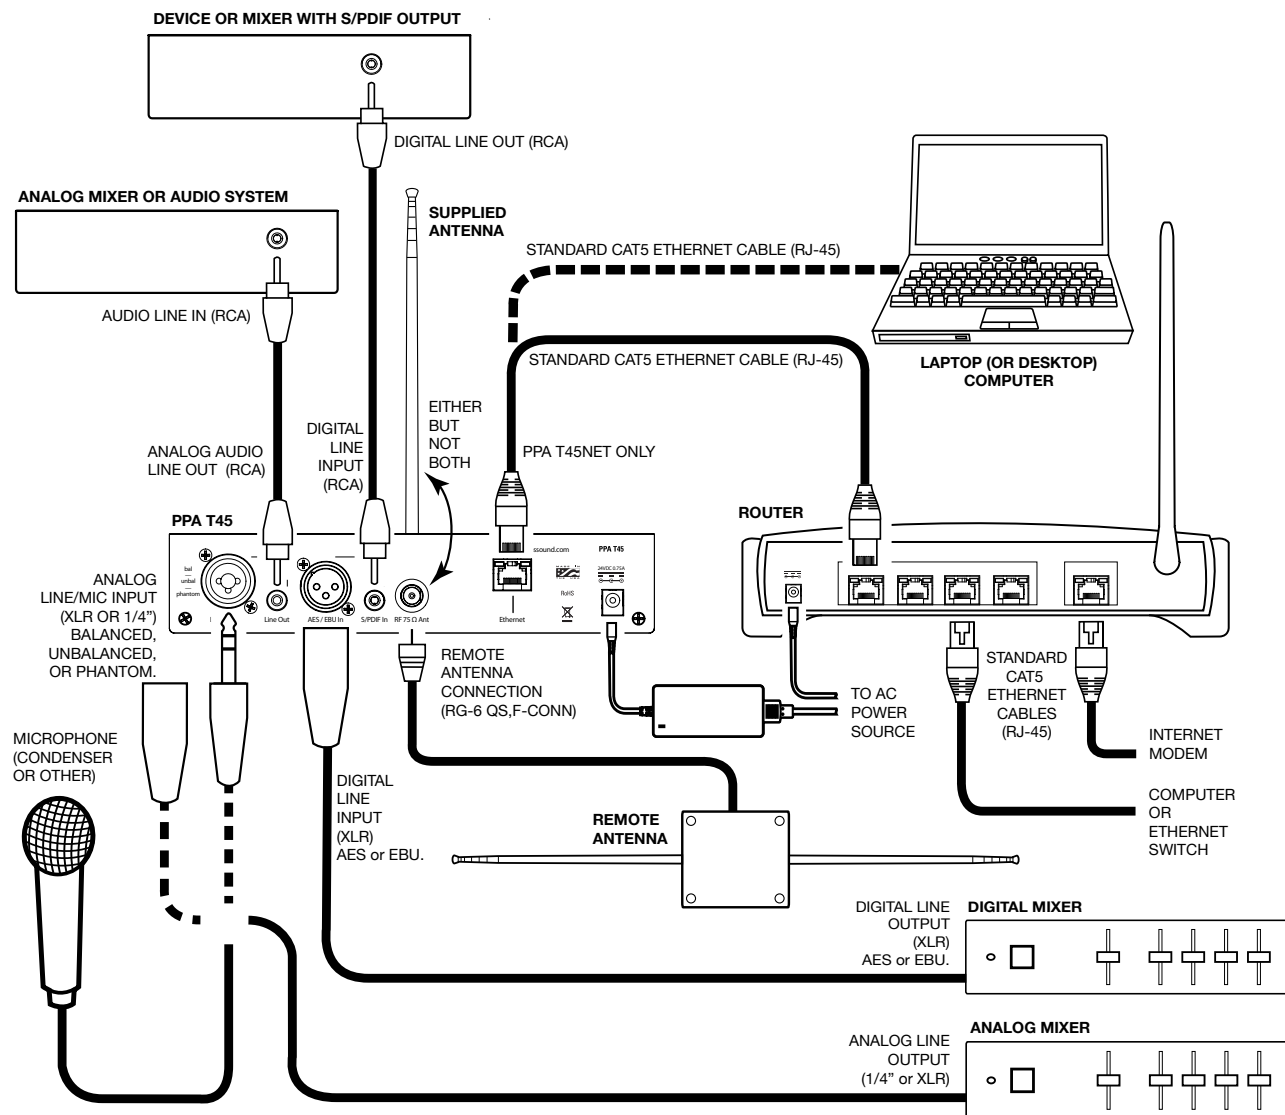 DEVICE OR MIXER WITH S/PDIF OUTPUT
DIGITAL LINE OUT (RCA)
ANALOG MIXER OR AUDIO SYSTEM
SUPPLIED
ANTENNA
STANDARD CAT5 ETHERNET CABLE (RJ-45)
AUDIO LINE IN (RCA)
STANDARD CAT5 ETHERNET CABLE (RJ-45)
LAPTOP (OR DESKTOP)
COMPUTER
EITHER
BUT
NOT
BOTH
DIGITAL
LINE
INPUT
(RCA)
ANALOG AUDIO
LINE OUT (RCA)
PPA T45NET ONLY
PPA T45
ROUTER
ssound.com
PPA T45
24VDC 0.75A
bal
unbal
phantom
RoHS
Line Out
AES / EBU In
S/PDIF In
RF 75 Ω Ant
Ethernet
ANALOG
LINE/MIC INPUT
(XLR OR 1/4”)
BALANCED,
UNBALANCED,
OR PHANTOM.
REMOTE
ANTENNA
CONNECTION
(RG-6 QS,F-CONN)
TO AC
POWER
SOURCE
STANDARD
CAT5
ETHERNET
CABLES
(RJ-45)
INTERNET
MODEM
MICROPHONE
(CONDENSER
OR OTHER)
DIGITAL
LINE
INPUT
(XLR)
AES or EBU.
COMPUTER
OR
ETHERNET
SWITCH
REMOTE
ANTENNA
DIGITAL LINE
OUTPUT
(XLR)
AES or EBU.
DIGITAL MIXER
ANALOG MIXER
ANALOG LINE
OUTPUT
(1/4” or XLR)